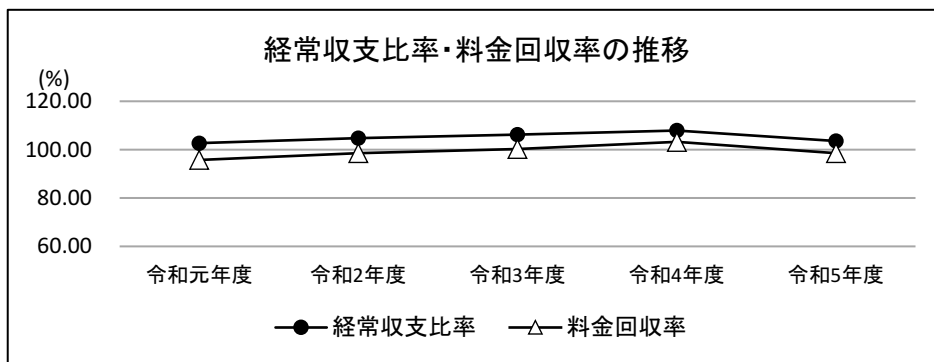 経常収支比率・料金回収率の推移
(%)
120.00
100.00
80.00
60.00
令和元年度 令和2年度 令和3年度 令和4年度 令和5年度
経常収支比率 料金回収率